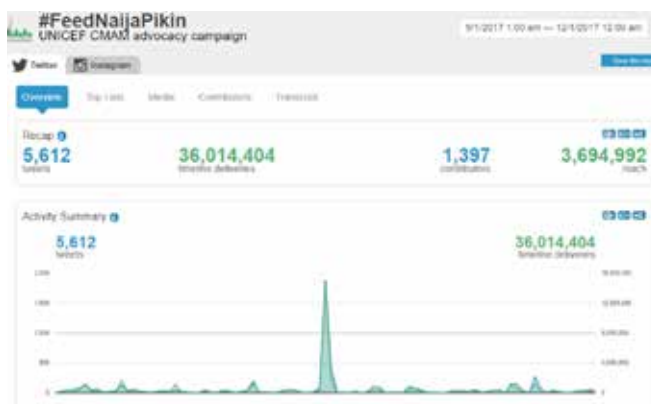 #FeedNaijaPikin
UNICEF CMAM advocacy campaign
9/1/2017 1:00 am — 12/1/2017 12:00 am
Twitter Instagram
Overview Top Lists Media Contributors Transcript
Recap
5,612 36,014,404 1,397 3,694,992
tweets timeline deliveries contributors reach
Activity Summary
5,612 36,014,404
tweets timeline deliveries
0 0